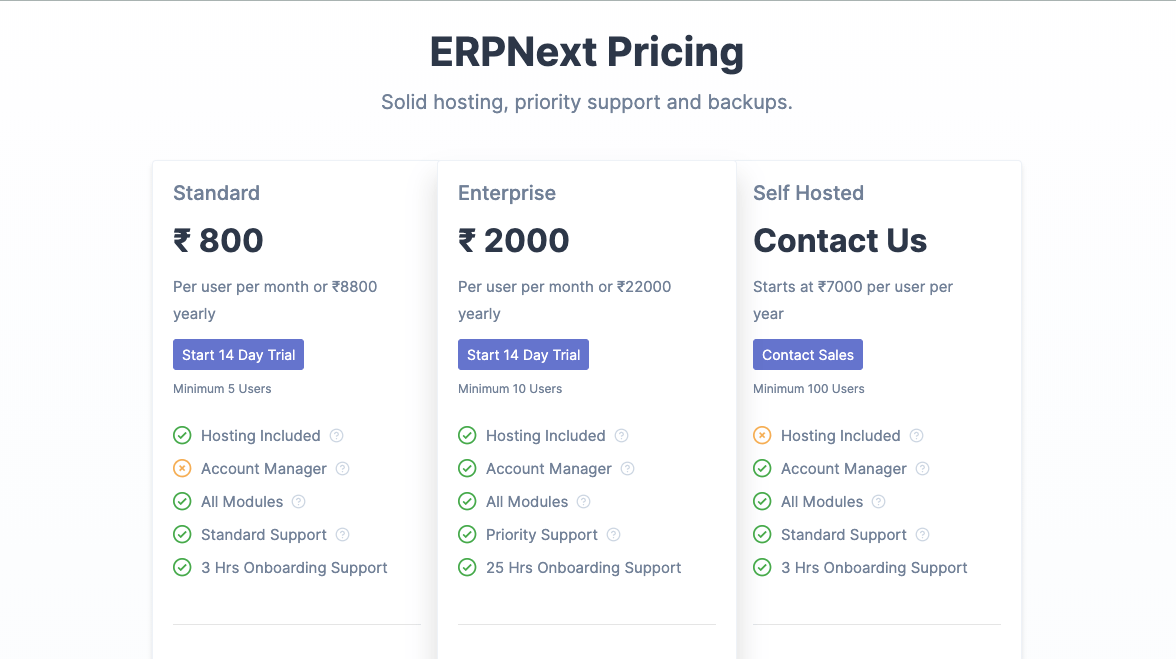 ERPNext Pricing
Solid hosting, priority support and backups.
Standard
₹ 800
Per user per month or ₹8800
yearly
Start 14 Day Trial
Minimum 5 Users
Hosting Included
Account Manager
All Modules
Standard Support
3 Hrs Onboarding Support
Enterprise
₹ 2000
Per user per month or ₹22000
yearly
Start 14 Day Trial
Minimum 10 Users
Hosting Included
Account Manager
All Modules
Priority Support
25 Hrs Onboarding Support
Self Hosted
Contact Us
Starts at ₹7000 per user per
year
Contact Sales
Minimum 100 Users
Hosting Included
Account Manager
All Modules
Standard Support
3 Hrs Onboarding Support